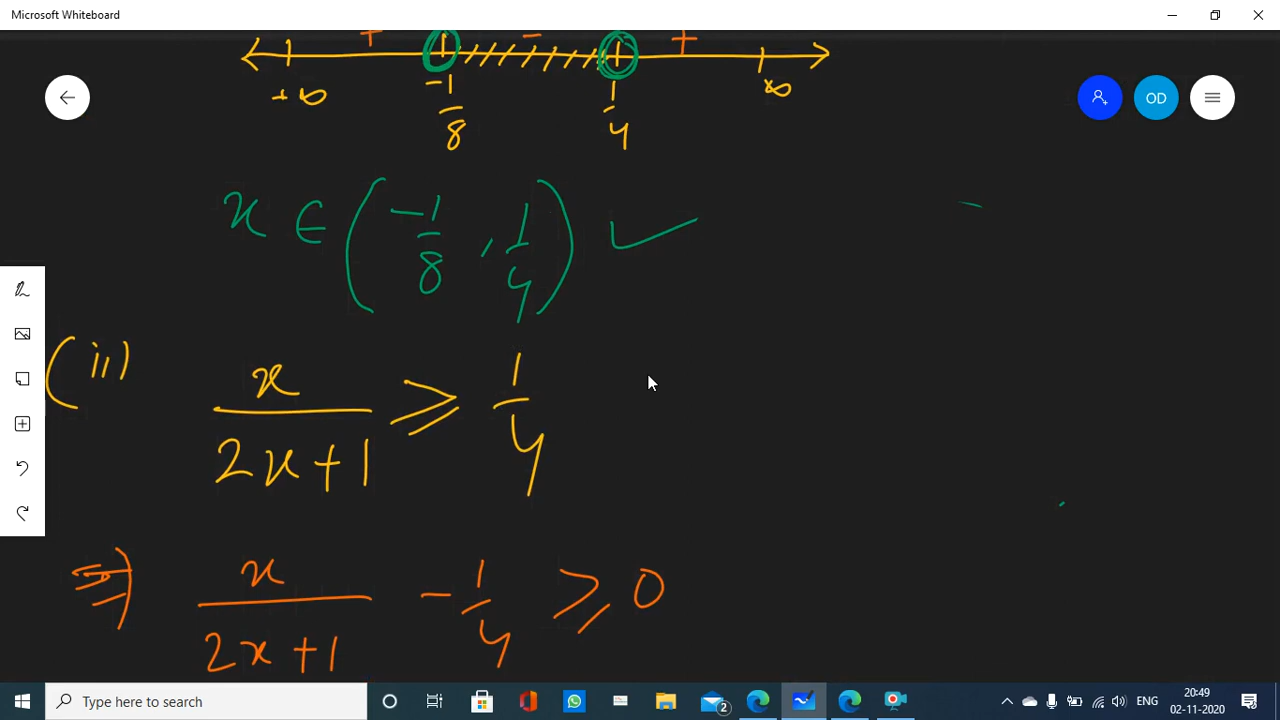 Microsoft Whiteboard
+ - +
+∞ -1/8 1/4 ∞
OD
x ∈ (-1/8 , 1/4) ✓
(ii) x/(2x+1) ≥ 1/4
⇒ x/(2x+1) - 1/4 ≥ 0
Type here to search
2
ENG
20:49
02-11-2020